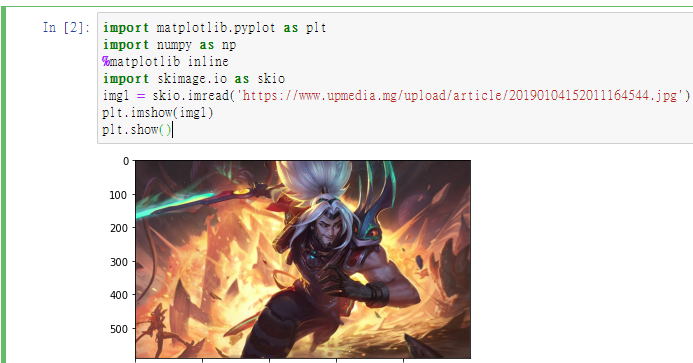 In [2]: import matplotlib.pyplot as plt
import numpy as np
%matplotlib inline
import skimage.io as skio
img1 = skio.imread('https://www.upmedia.mg/upload/article/20190104152011164544.jpg')
plt.imshow(img1)
plt.show()
0
100
200
300
400
500